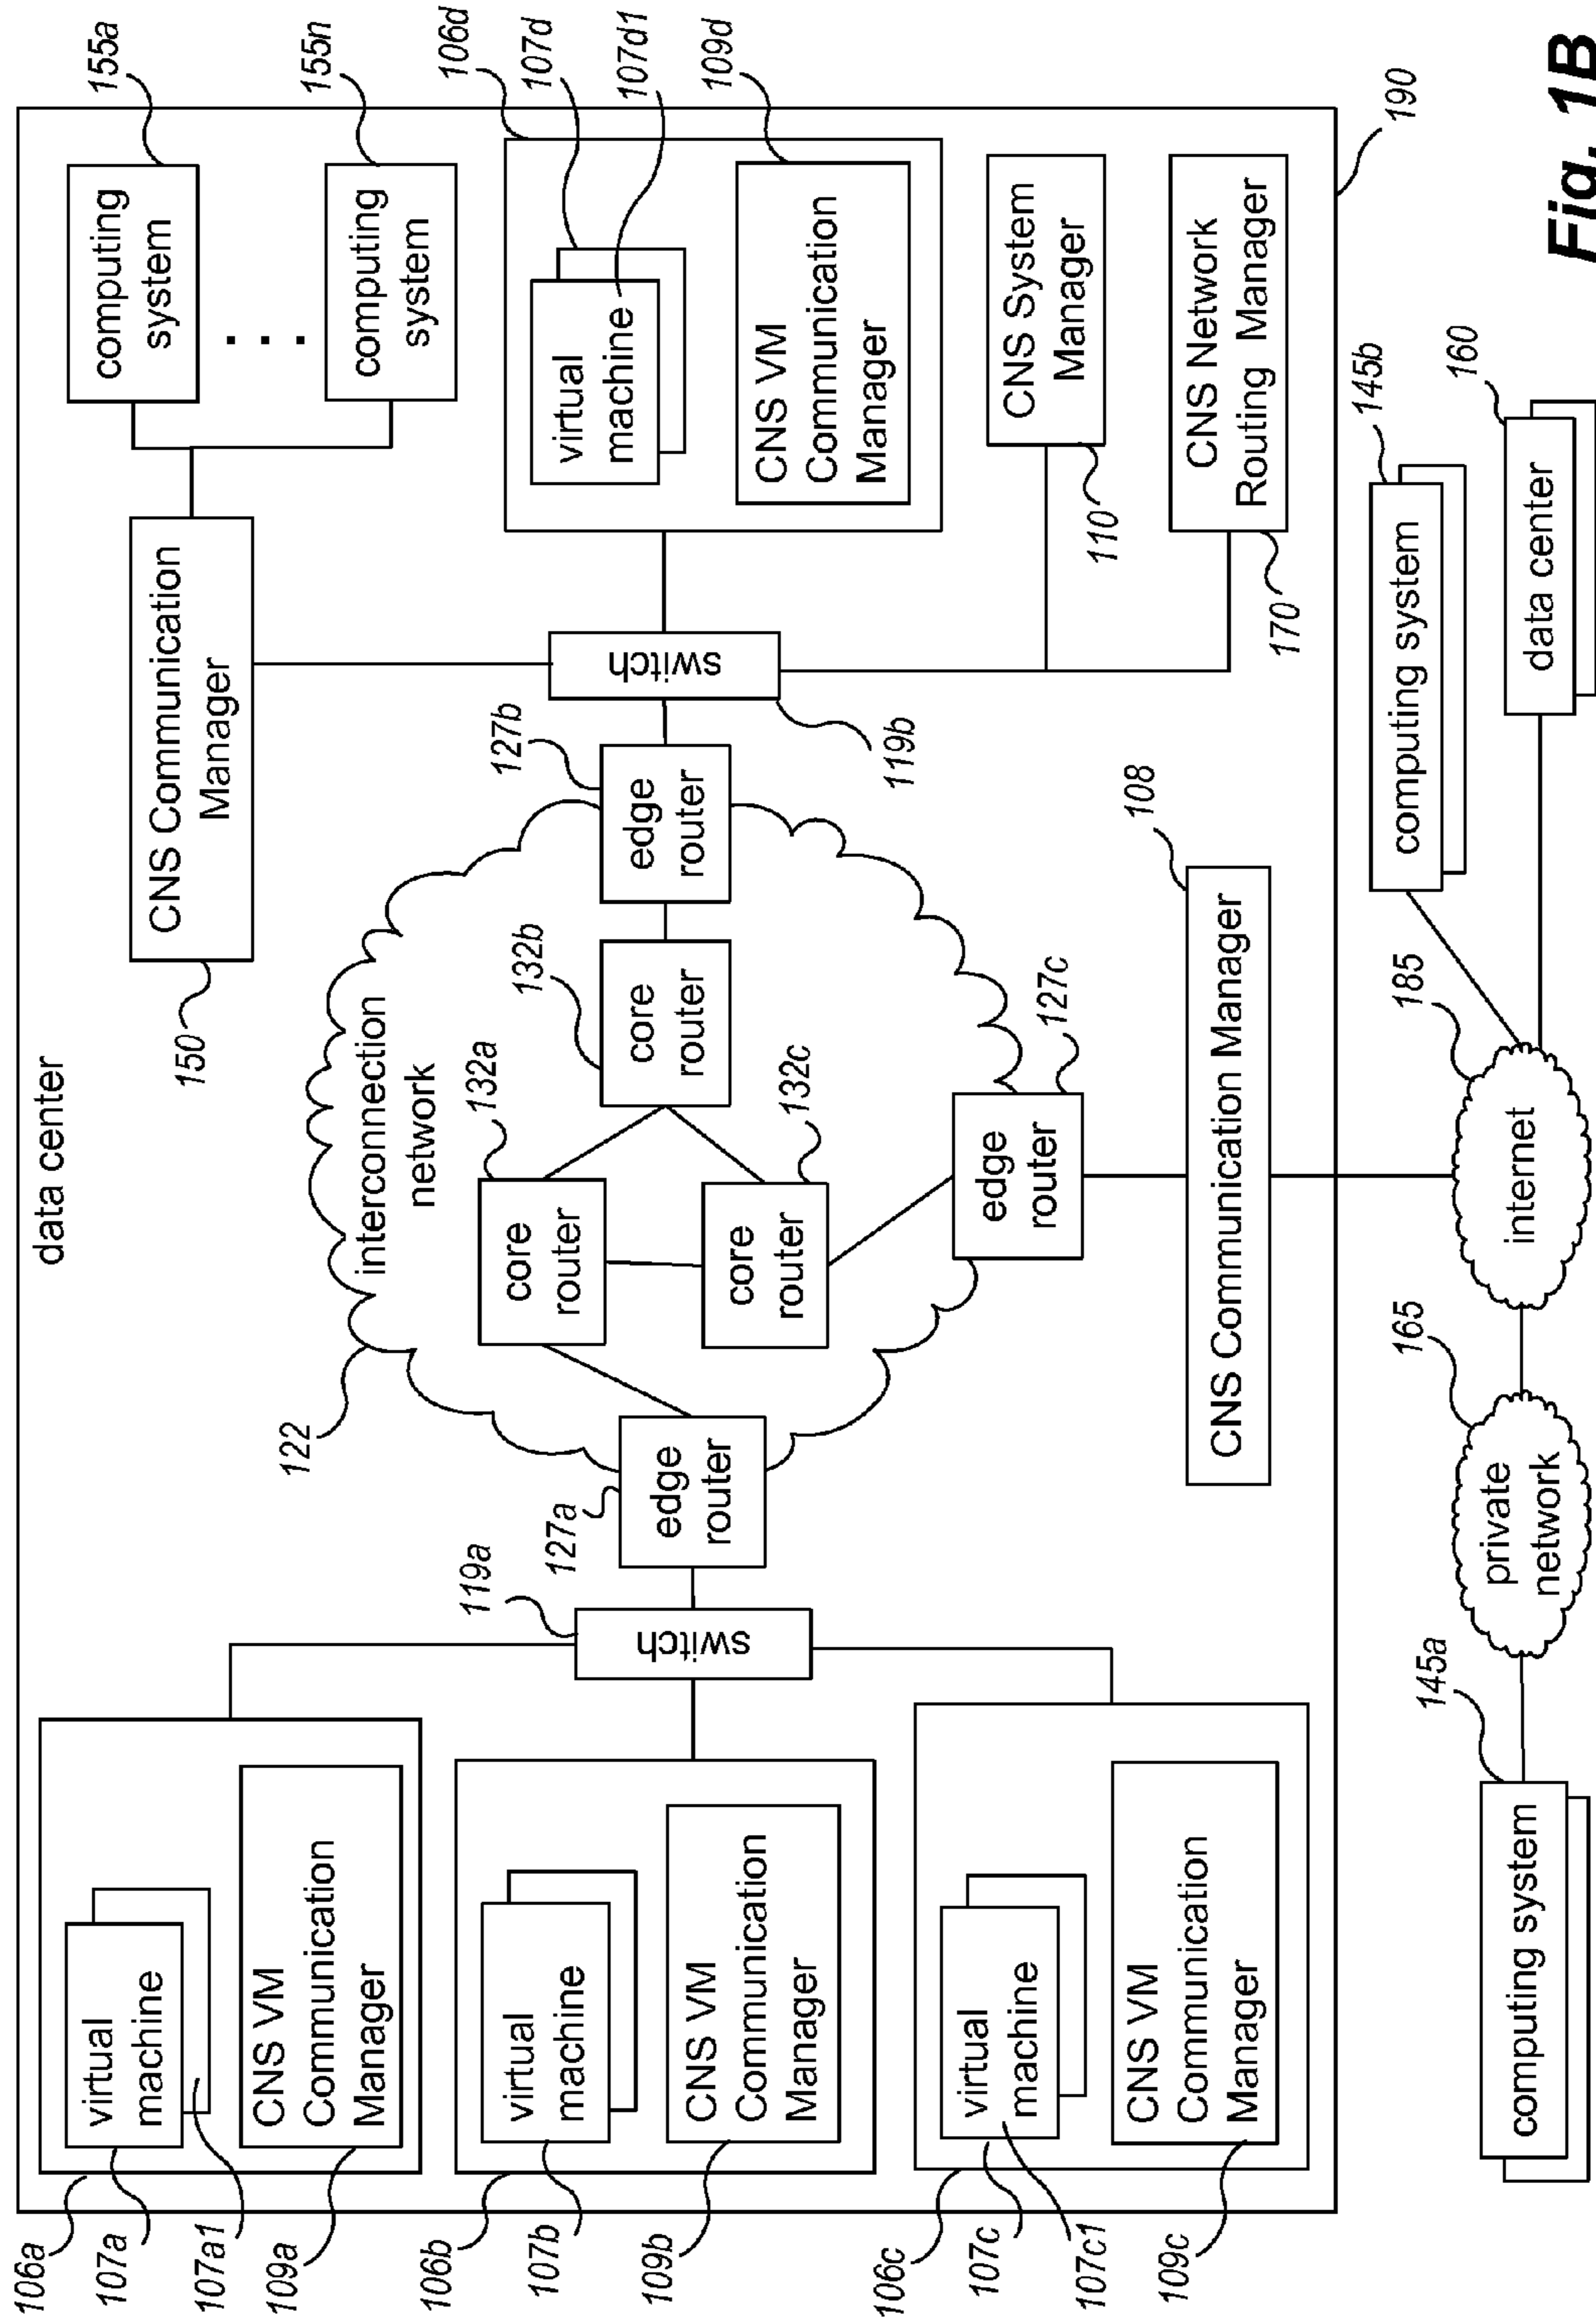 data center
106a
virtual
machine
107a
107a1
CNS VM
Communication
Manager
109a
106b
virtual
machine
107b
CNS VM
Communication
Manager
109b
106c
virtual
machine
107c
107c1
CNS VM
Communication
Manager
109c
switch
119a
edge
router
127a
122
interconnection
network
core
router
132a
core
router
132b
core
router
132c
edge
router
127b
edge
router
127c
switch
119b
CNS Communication
Manager
150
computing
system
155a
...
computing
system
155n
106d
virtual
machine
107d
107d1
CNS VM
Communication
Manager
109d
CNS System
Manager
110
CNS Network
Routing Manager
170
CNS Communication Manager
108
190
computing system
145a
private
network
165
internet
185
computing system
145b
data center
160
Fig. 1B